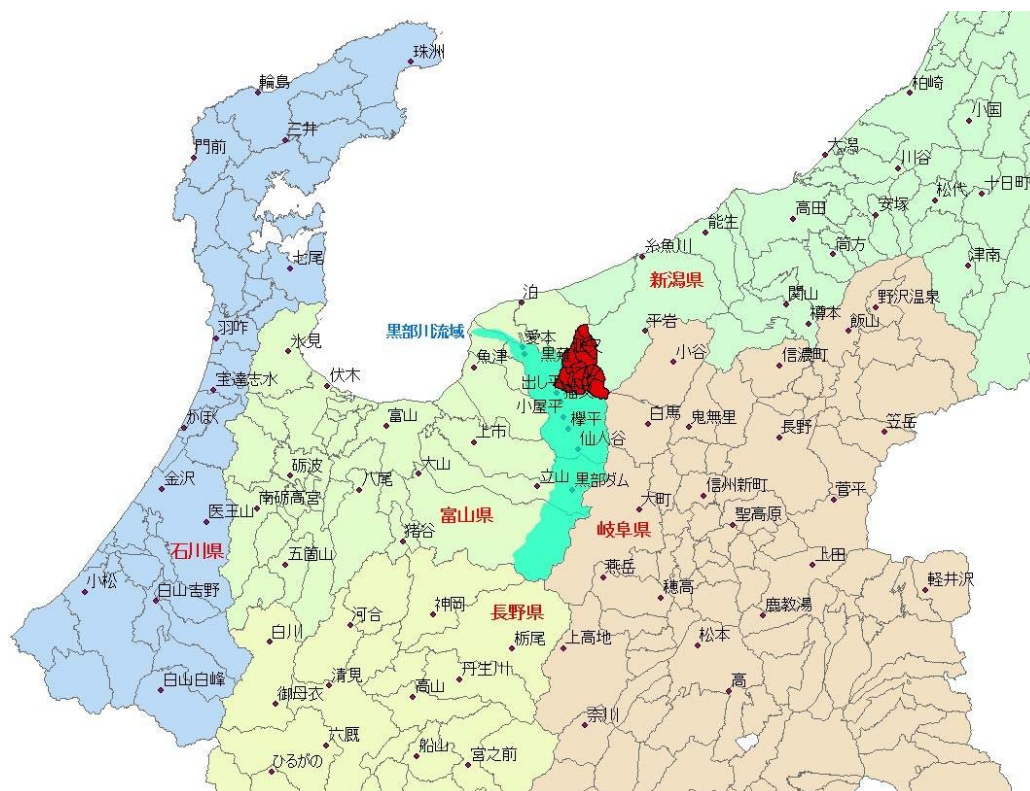 珠洲
輪島
柏崎
小国
三井
門前
大潟
川谷
十日町
松代
安塚
高田
能生
筒方
糸魚川
津南
七尾
新潟県
関山
野沢温泉
泊
樽本
飯山
黒部川流域
平岩
羽咋
愛本
氷見
魚津
小谷
信濃町
伏木
出し平
宝達志水
小屋平
かほく
富山
欅平
白馬
鬼無里
長野
笠岳
上市
仙人谷
砺波
大山
立山
黒部ダム
金沢
八尾
信州新町
菅平
南砺高宮
大町
医王山
富山県
岐阜県
聖高原
猪谷
石川県
五箇山
上田
燕岳
小松
白山吉野
穂高
軽井沢
神岡
長野県
鹿教湯
河合
白川
栃尾
上高地
松本
丹生川
清見
白山白峰
高山
高
御母衣
奈川
六厩
船山
宮之前
ひるがの